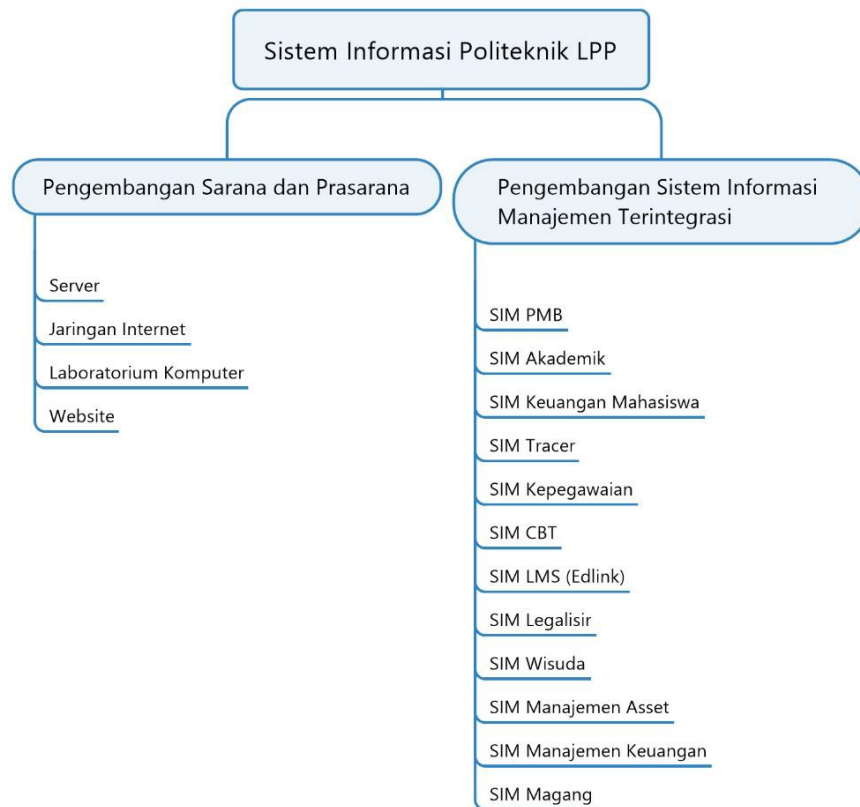 Sistem Informasi Politeknik LPP
Pengembangan Sarana dan Prasarana
Server
Jaringan Internet
Laboratorium Komputer
Website
Pengembangan Sistem Informasi
Manajemen Terintegrasi
SIM PMB
SIM Akademik
SIM Keuangan Mahasiswa
SIM Tracer
SIM Kepegawaian
SIM CBT
SIM LMS (Edlink)
SIM Legalisir
SIM Wisuda
SIM Manajemen Asset
SIM Manajemen Keuangan
SIM Magang